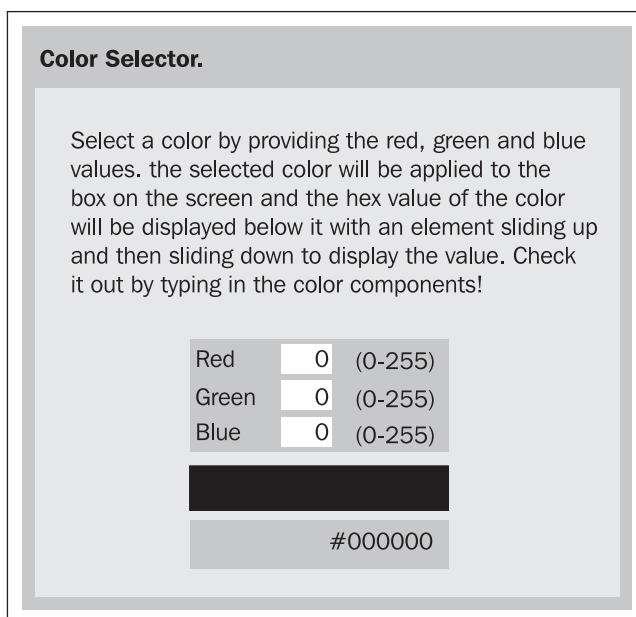 Color Selector.
Select a color by providing the red, green and blue
values. the selected color will be applied to the
box on the screen and the hex value of the color
will be displayed below it with an element sliding up
and then sliding down to display the value. Check
it out by typing in the color components!
Red 0 (0-255)
Green 0 (0-255)
Blue 0 (0-255)
#000000